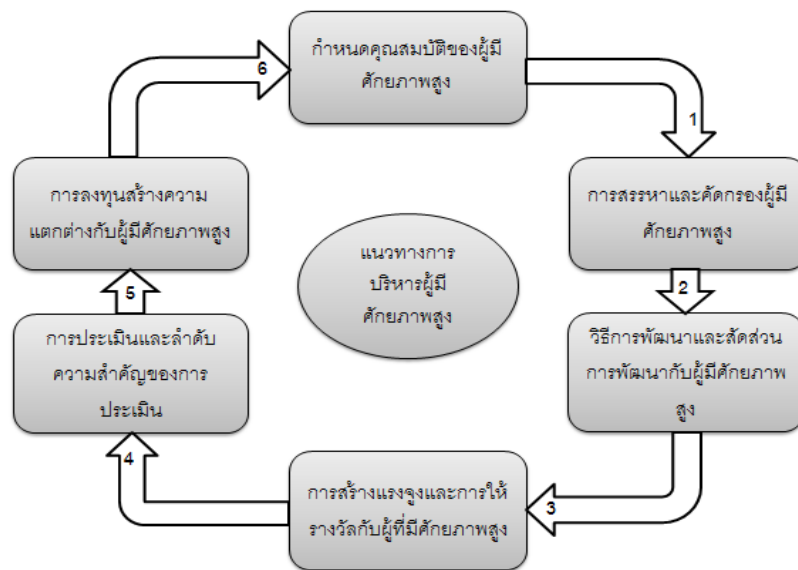 กำหนดคุณสมบัติของผู้มี
ศักยภาพสูง
1
การสรรหาและคัดกรองผู้มี
ศักยภาพสูง
2
วิธีการพัฒนาและสัดส่วน
การพัฒนากับผู้มีศักยภาพ
สูง
3
การสร้างแรงจูงและการให้
รางวัลกับผู้ที่มีศักยภาพสูง
4
การประเมินและลำดับ
ความสำคัญของการ
ประเมิน
5
การลงทุนสร้างความ
แตกต่างกับผู้มีศักยภาพสูง
6
แนวทางการ
บริหารผู้มี
ศักยภาพสูง